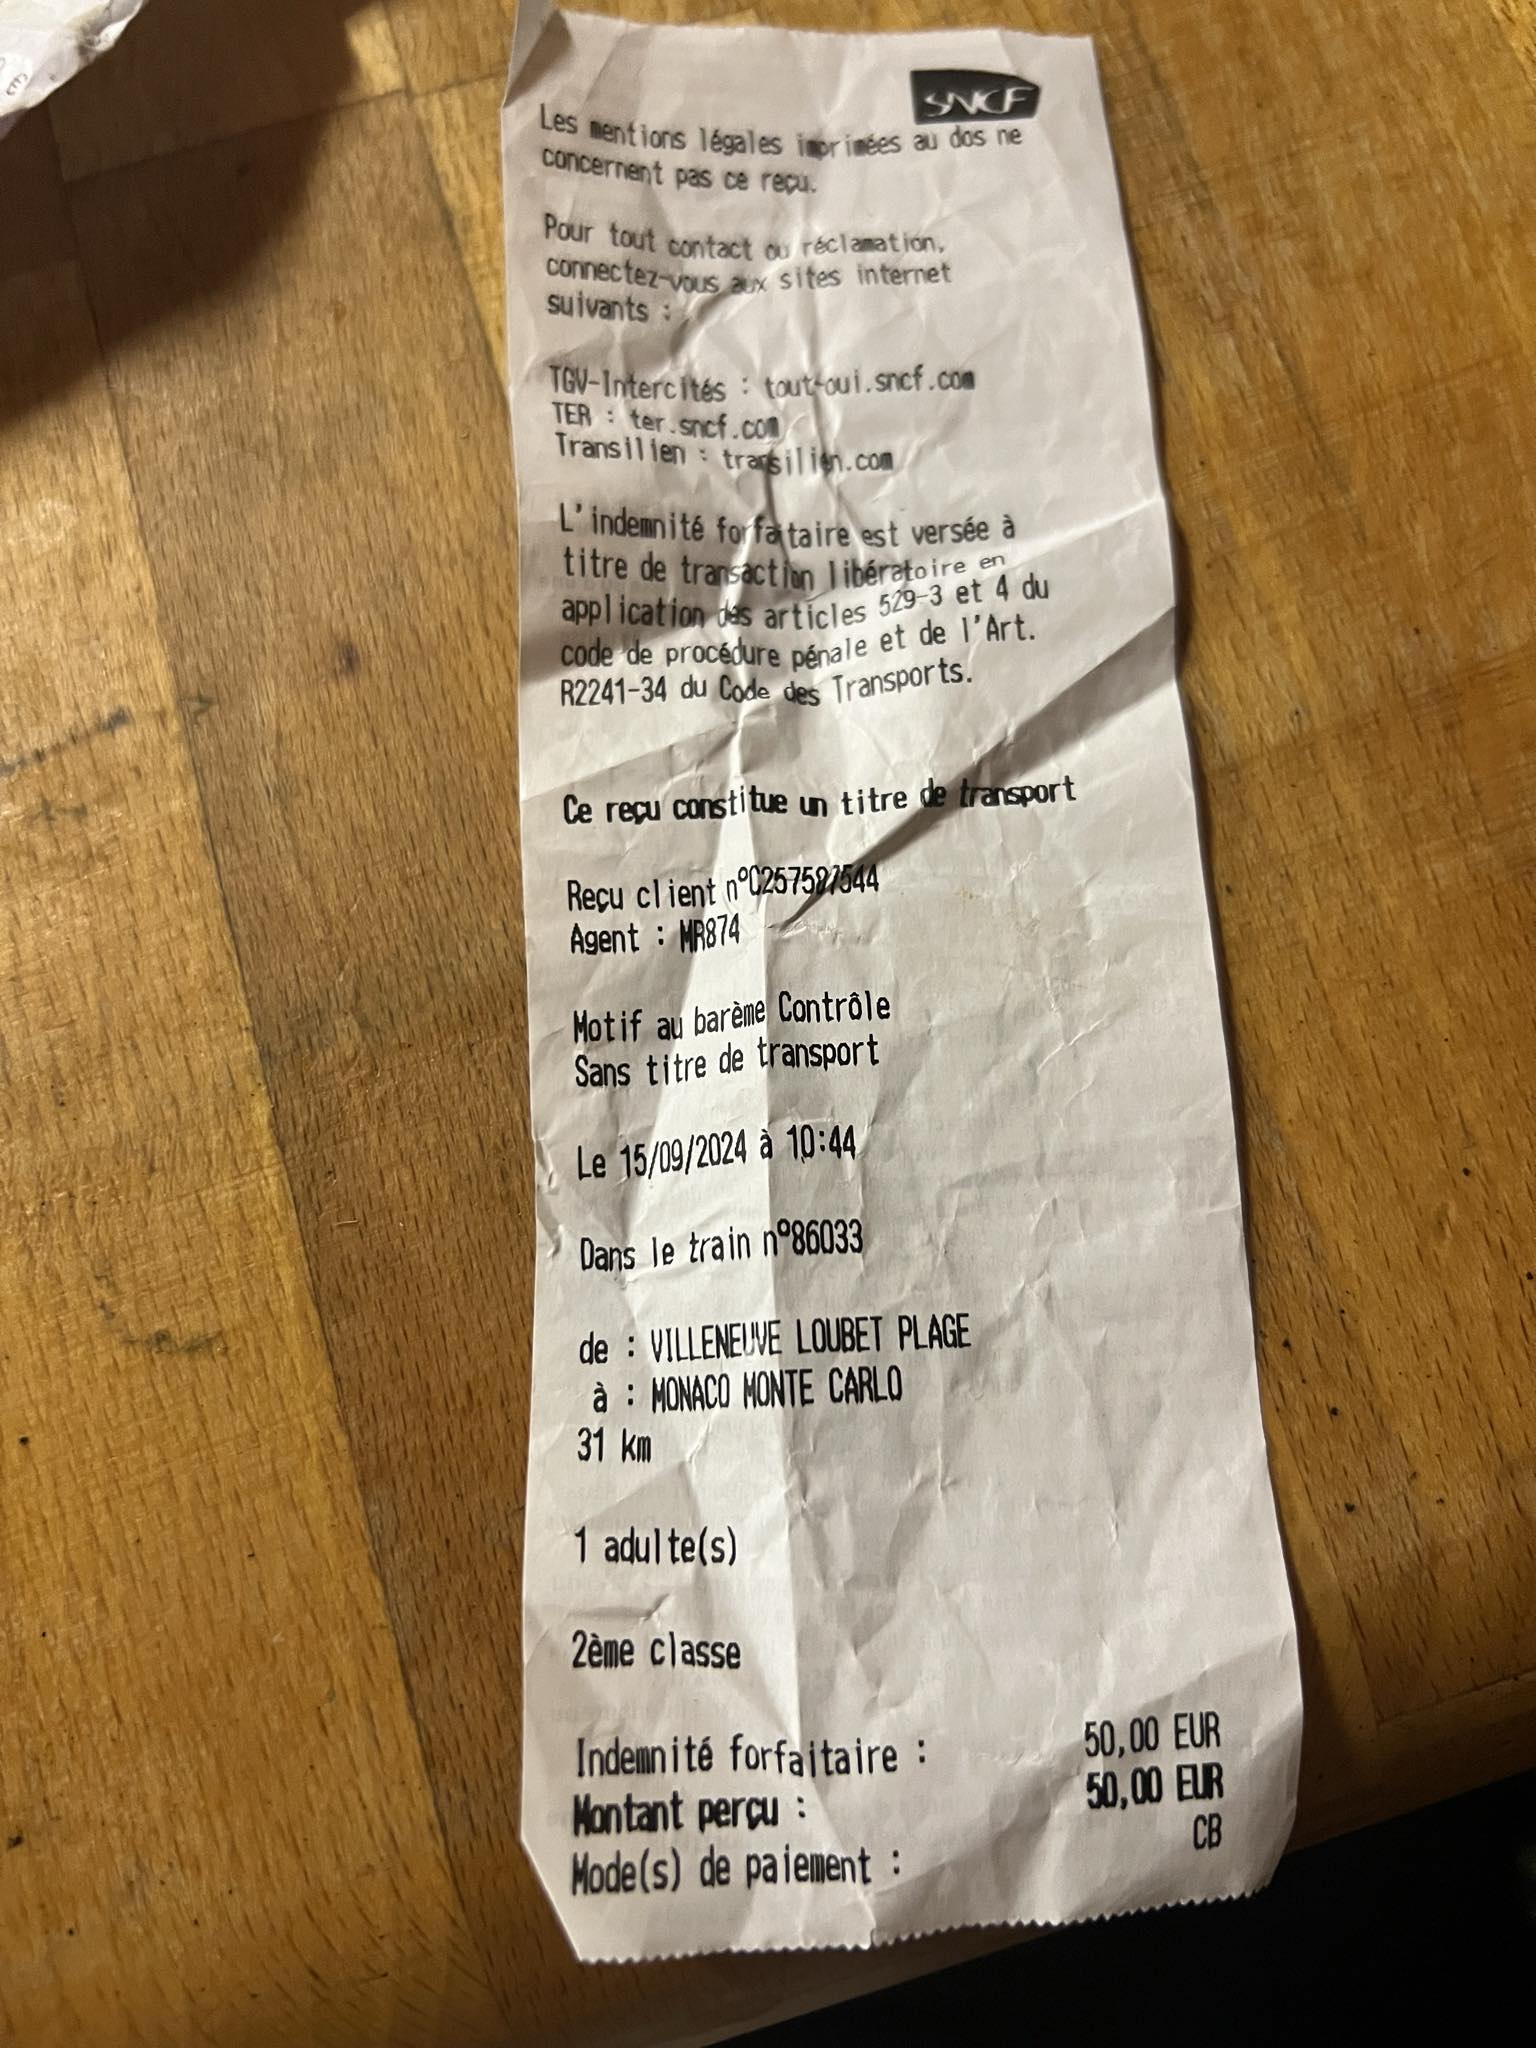 SNCF
Les mentions légales imprimées au dos ne
concernent pas ce reçu.
Pour tout contact ou réclamation,
connectez-vous aux sites internet
suivants :
TGV-Intercités : tout-oui.sncf.com
TER : ter.sncf.com
Transilien : transilien.com
L'indemnité forfaitaire est versée à
titre de transaction libératoire en
application des articles 529-3 et 4 du
code de procédure pénale et de l'Art.
R2241-34 du Code des Transports.
Ce reçu constitue un titre de transport
Reçu client n°C257587544
Agent : MR874
Motif au barème Contrôle
Sans titre de transport
Le 15/09/2024 à 10:44
Dans le train n°86033
de : VILLENEUVE LOUBET PLAGE
à : MONACO MONTE CARLO
31 km
1 adulte(s)
2ème classe
Indemnité forfaitaire : 50,00 EUR
Montant perçu : 50,00 EUR
Mode(s) de paiement : CB